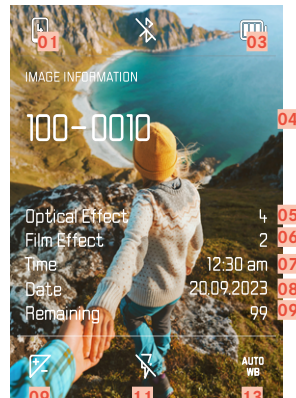 01
03
IMAGE INFORMATION
100-0010
04
Optical Effect 4 05
Film Effect 2 06
Time 12:30 am 07
Date 20.09.2023 08
Remaining 99 09
AUTO
WB
11
13